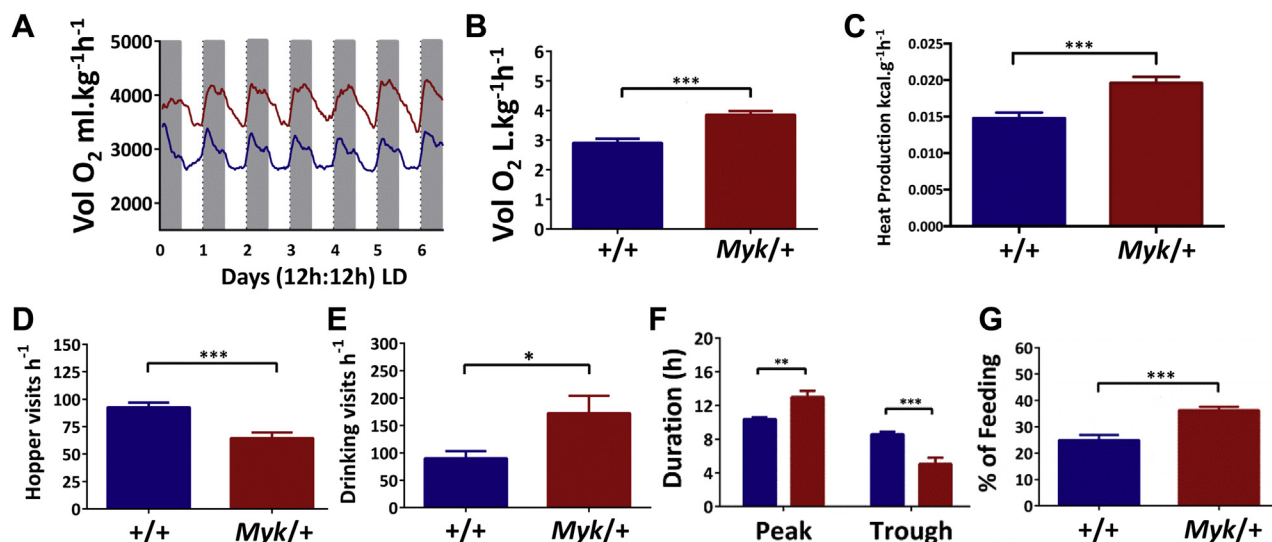 A
Vol O2 ml.kg-1h-1
5000
4000
3000
2000
0 1 2 3 4 5 6
Days (12h:12h) LD
B
Vol O2 L.kg-1h-1
6
5
4
3
2
1
0
***
+/+ Myk/+
C
Heat Production kcal.g-1h-1
0.025
0.020
0.015
0.010
0.005
0.000
***
+/+ Myk/+
D
Hopper visits h-1
150
125
100
75
50
25
0
***
+/+ Myk/+
E
Drinking visits h-1
300
250
200
150
100
50
0
*
+/+ Myk/+
F
Duration (h)
20
16
12
8
4
0
**
***
Peak Trough
G
% of Feeding
60
50
40
30
20
10
0
***
+/+ Myk/+